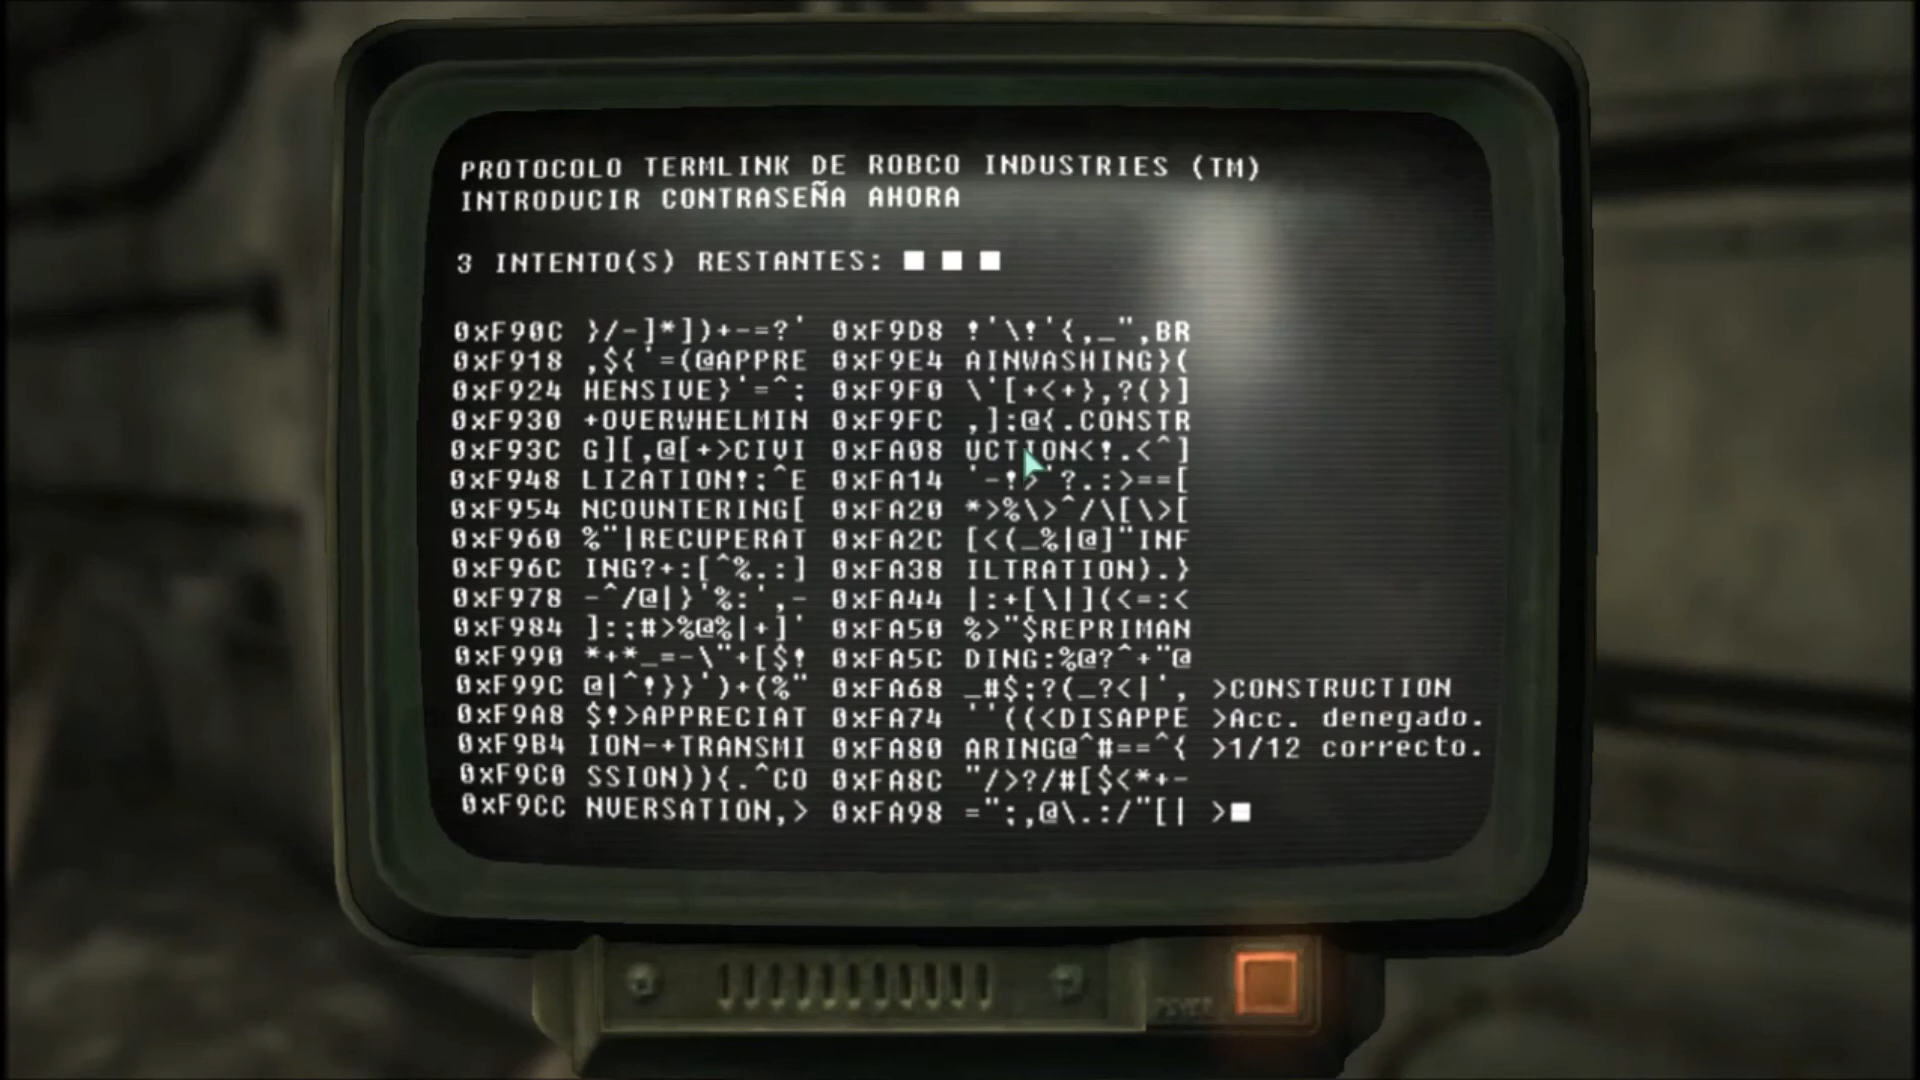 PROTOCOLO TERMLINK DE ROBCO INDUSTRIES (TM)
INTRODUCIR CONTRASEÑA AHORA
3 INTENTO(S) RESTANTES: ■ ■ ■
0xF90C }/-]*])+-=?' 0xF9D8 !'\!'{,_",BR
0xF918 ,${'=(@APPRE 0xF9E4 AINWASHING}(
0xF924 HENSIVE}'=^; 0xF9F0 \'[+<+},?(}]
0xF930 +OVERWHELMIN 0xF9FC ,]:@{.CONSTR
0xF93C G][,@[+>CIVI 0xFA08 UCTION<!.<^]
0xF948 LIZATION!;^E 0xFA14 '-!>'?.:>==[
0xF954 NCOUNTERING[ 0xFA20 *>%\>^/\[\>[
0xF960 %"|RECUPERAT 0xFA2C [<(_%|@]"INF
0xF96C ING?+:[^%.:] 0xFA38 ILTRATION).}
0xF978 -^/@|}'%:',- 0xFA44 |:+[\|](<=:<
0xF984 ]:;#>%@%|+]' 0xFA50 %>"$REPRIMAN
0xF990 *+*_=-\"+[$! 0xFA5C DING:%@?^+"@
0xF99C @|^!}}')+(%" 0xFA68 _#$;?(_?<|', >CONSTRUCTION
0xF9A8 $!>APPRECIAT 0xFA74 ''((<DISAPPE >Acc. denegado.
0xF9B4 ION-+TRANSMI 0xFA80 ARING@^#==^{ >1/12 correcto.
0xF9C0 SSION)){.^CO 0xFA8C "/>?/#[$<*+-
0xF9CC NVERSATION,> 0xFA98 =";,@\.:/"[| >■